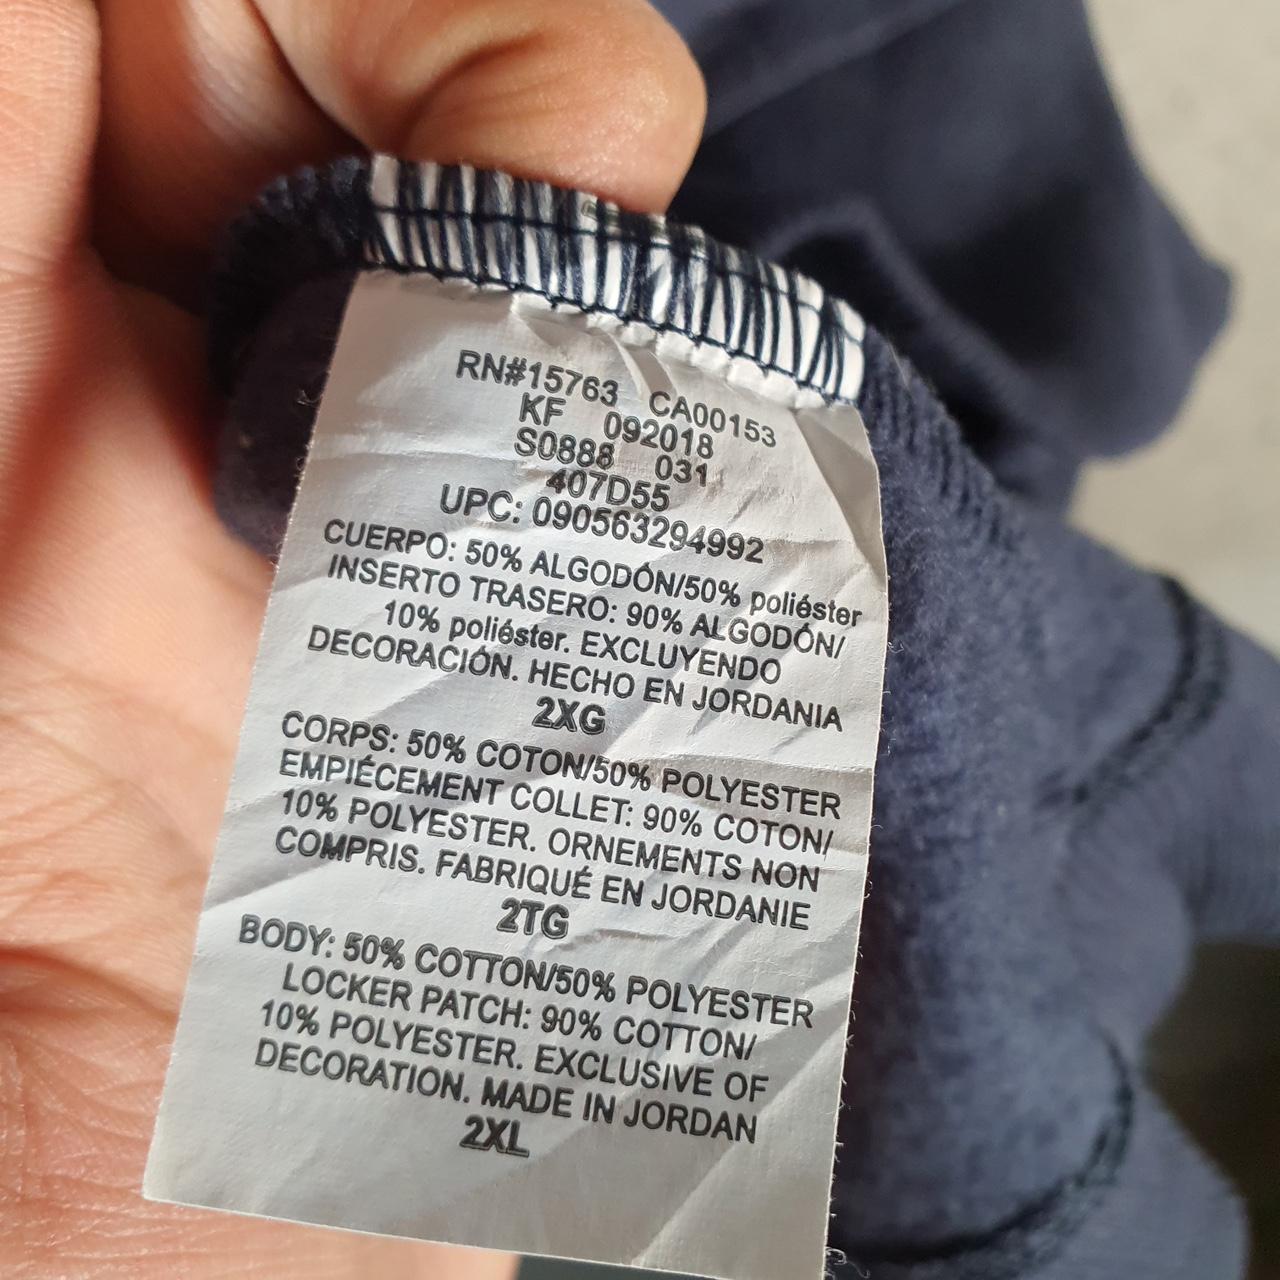 RN#15763 CA00153
KF 092018
S0888 031
407D55
UPC: 090563294992
CUERPO: 50% ALGODÓN/50% poliéster
INSERTO TRASERO: 90% ALGODÓN/
10% poliéster. EXCLUYENDO
DECORACIÓN. HECHO EN JORDANIA
2XG
CORPS: 50% COTON/50% POLYESTER
EMPIÉCEMENT COLLET: 90% COTON/
10% POLYESTER. ORNEMENTS NON
COMPRIS. FABRIQUÉ EN JORDANIE
2TG
BODY: 50% COTTON/50% POLYESTER
LOCKER PATCH: 90% COTTON/
10% POLYESTER. EXCLUSIVE OF
DECORATION. MADE IN JORDAN
2XL